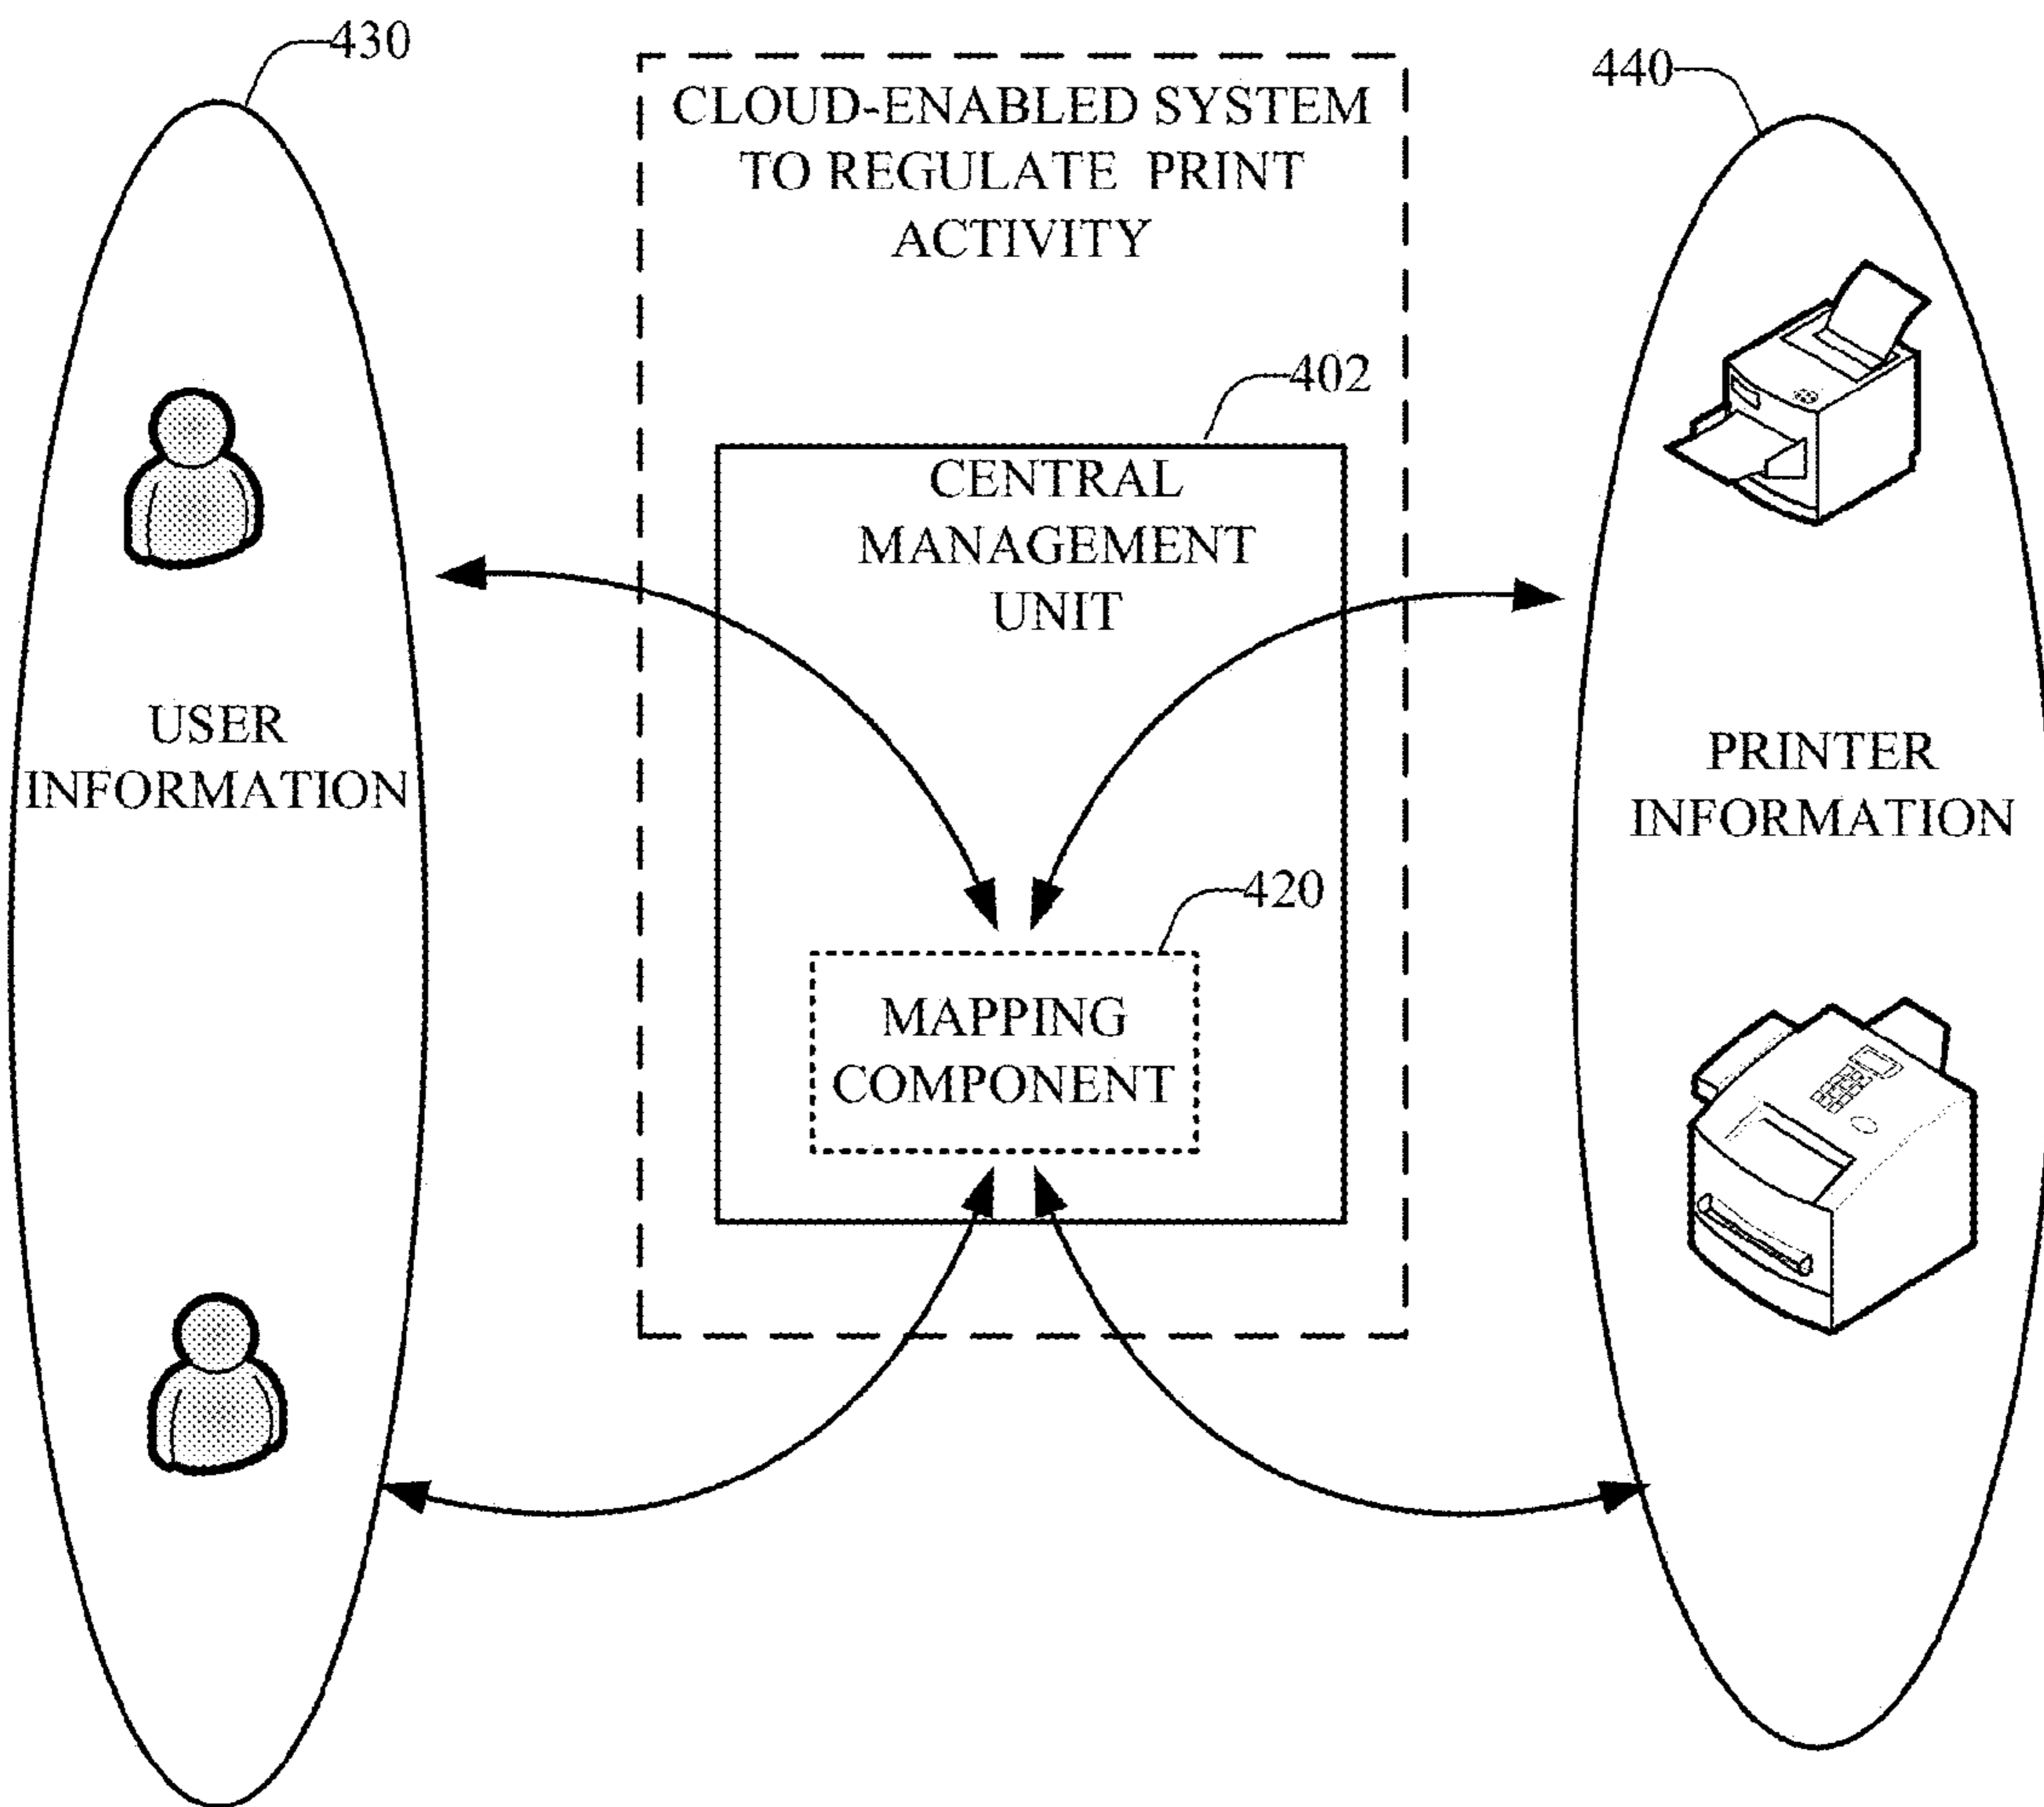 430
CLOUD-ENABLED SYSTEM
TO REGULATE PRINT
ACTIVITY
440
402
CENTRAL
MANAGEMENT
UNIT
USER
INFORMATION
PRINTER
INFORMATION
420
MAPPING
COMPONENT